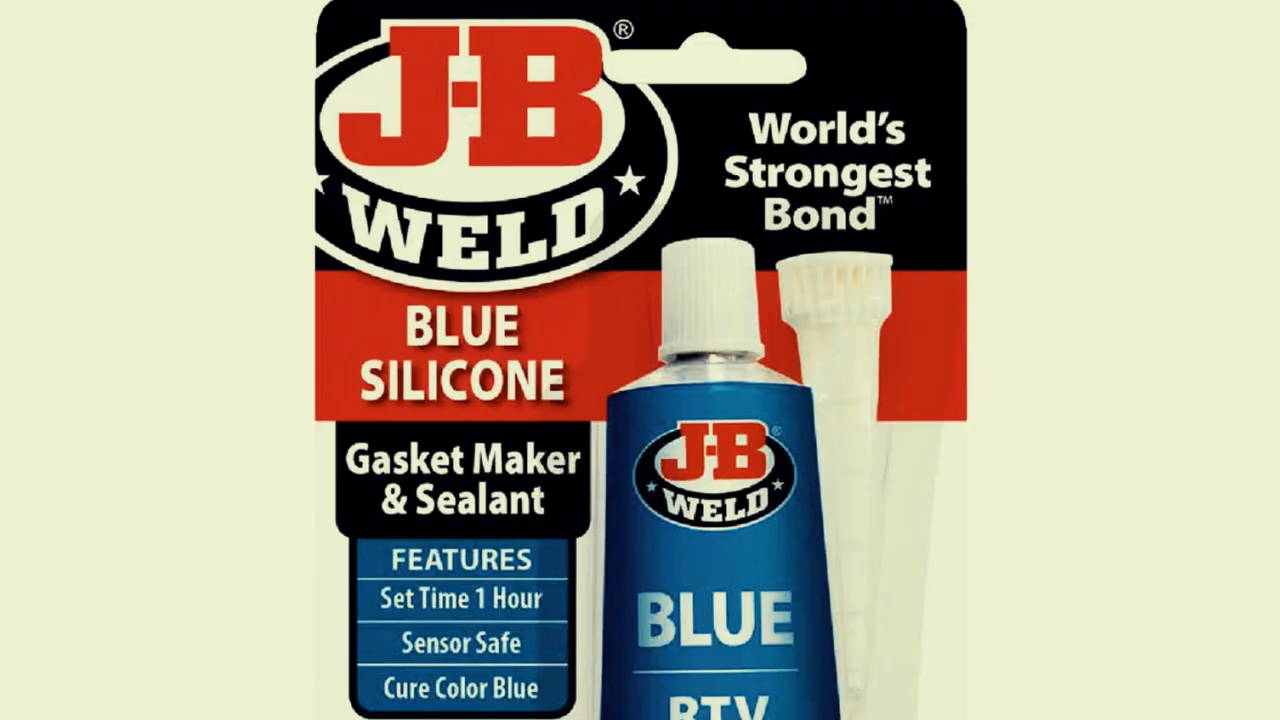 J-B
®
WELD
World's
Strongest
Bond™
BLUE
SILICONE
Gasket Maker
& Sealant
FEATURES
Set Time 1 Hour
Sensor Safe
Cure Color Blue
J-B®
WELD
BLUE
RTV